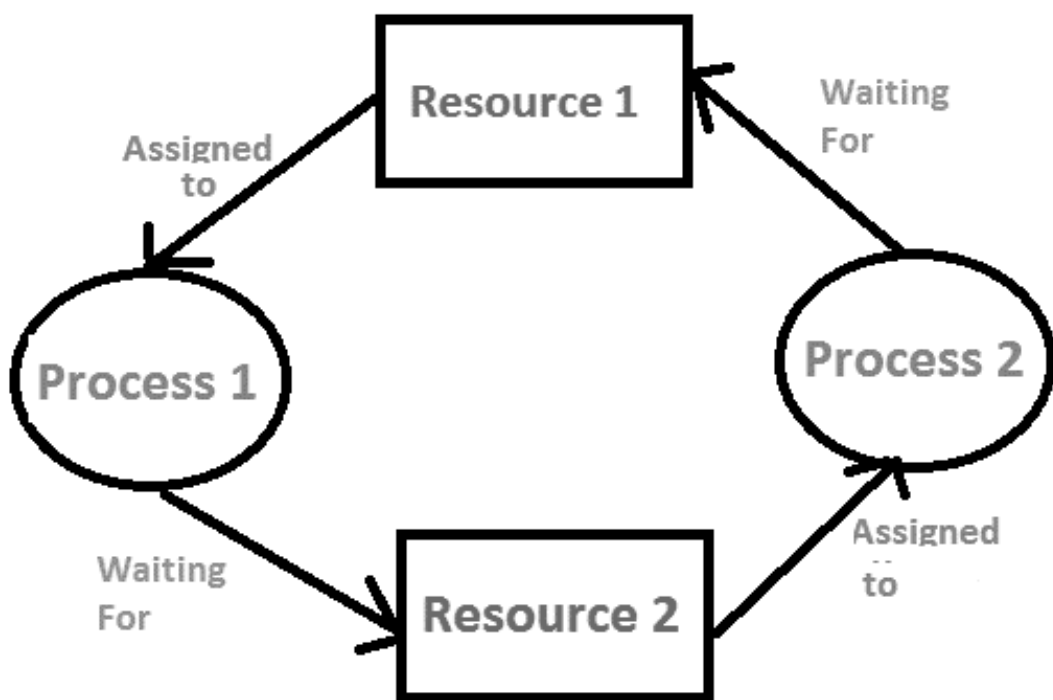 Resource 1
Waiting
For
Assigned
to
Process 1
Process 2
Waiting
For
Resource 2
Assigned
to